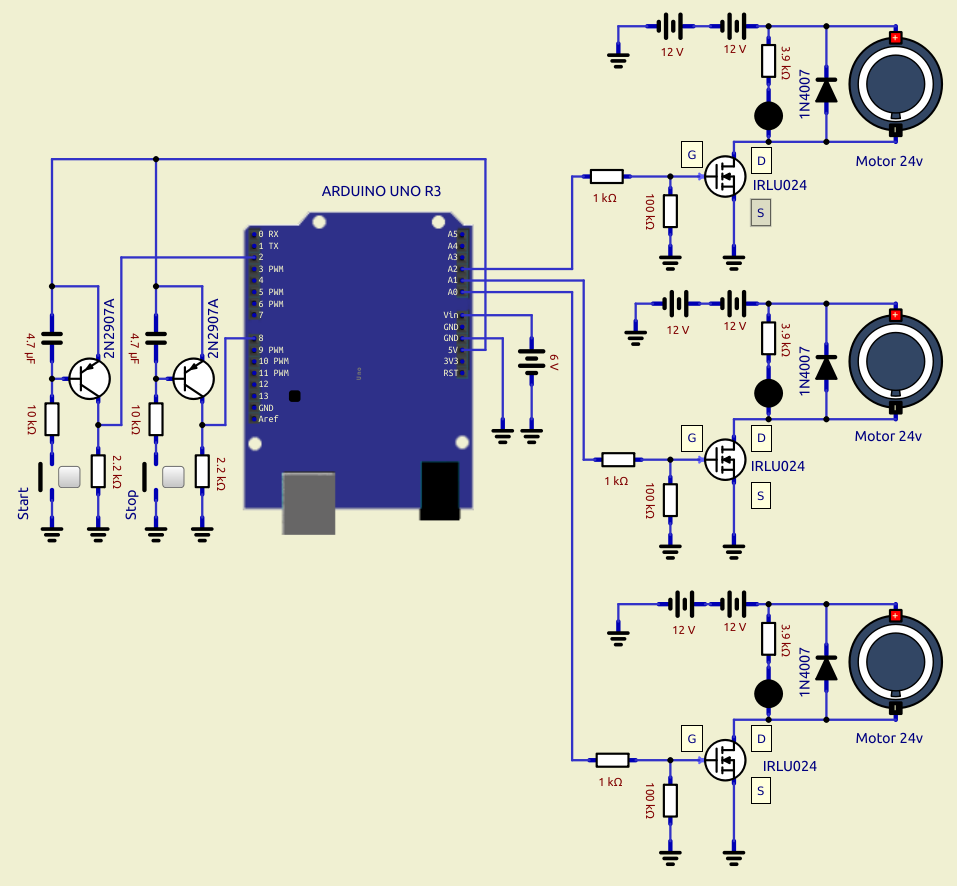 12 V
12 V
3.9 kΩ
1N4007
Motor 24v
G
D
IRLU024
S
1 kΩ
100 kΩ
ARDUINO UNO R3
0 RX
1 TX
2
3 PWM
4
5 PWM
6 PWM
7
8
9 PWM
10 PWM
11 PWM
12
13
GND
Aref
A5
A4
A3
A2
A1
A0
Vin
GND
GND
5V
3V3
RST
Uno
6 V
4.7 µF
2N2907A
10 kΩ
2.2 kΩ
Start
4.7 µF
2N2907A
10 kΩ
2.2 kΩ
Stop
12 V
12 V
3.9 kΩ
1N4007
Motor 24v
G
D
IRLU024
S
1 kΩ
100 kΩ
12 V
12 V
3.9 kΩ
1N4007
Motor 24v
G
D
IRLU024
S
1 kΩ
100 kΩ